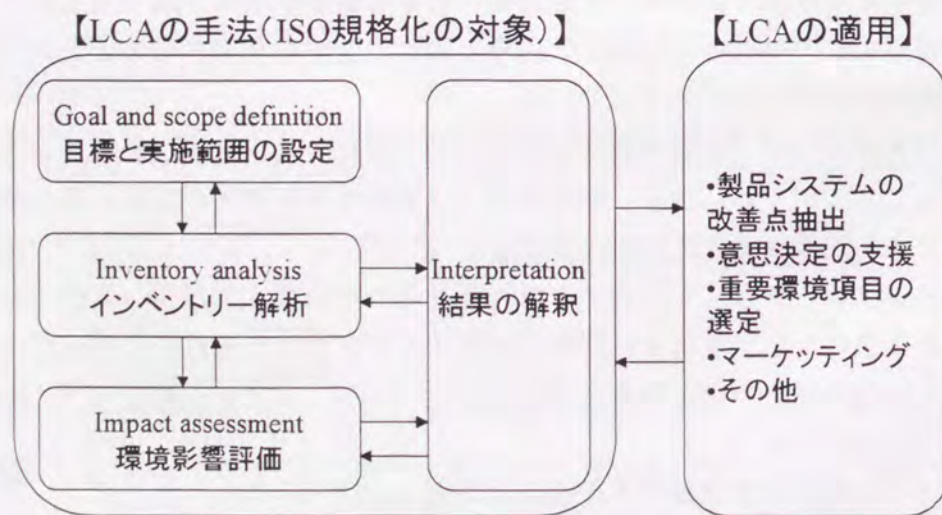 【LCAの手法(ISO規格化の対象)】
【LCAの適用】
Goal and scope definition
目標と実施範囲の設定
Inventory analysis
インベントリー解析
Impact assessment
環境影響評価
Interpretation
結果の解釈
•製品システムの
改善点抽出
•意思決定の支援
•重要環境項目の
選定
•マーケッティング
•その他